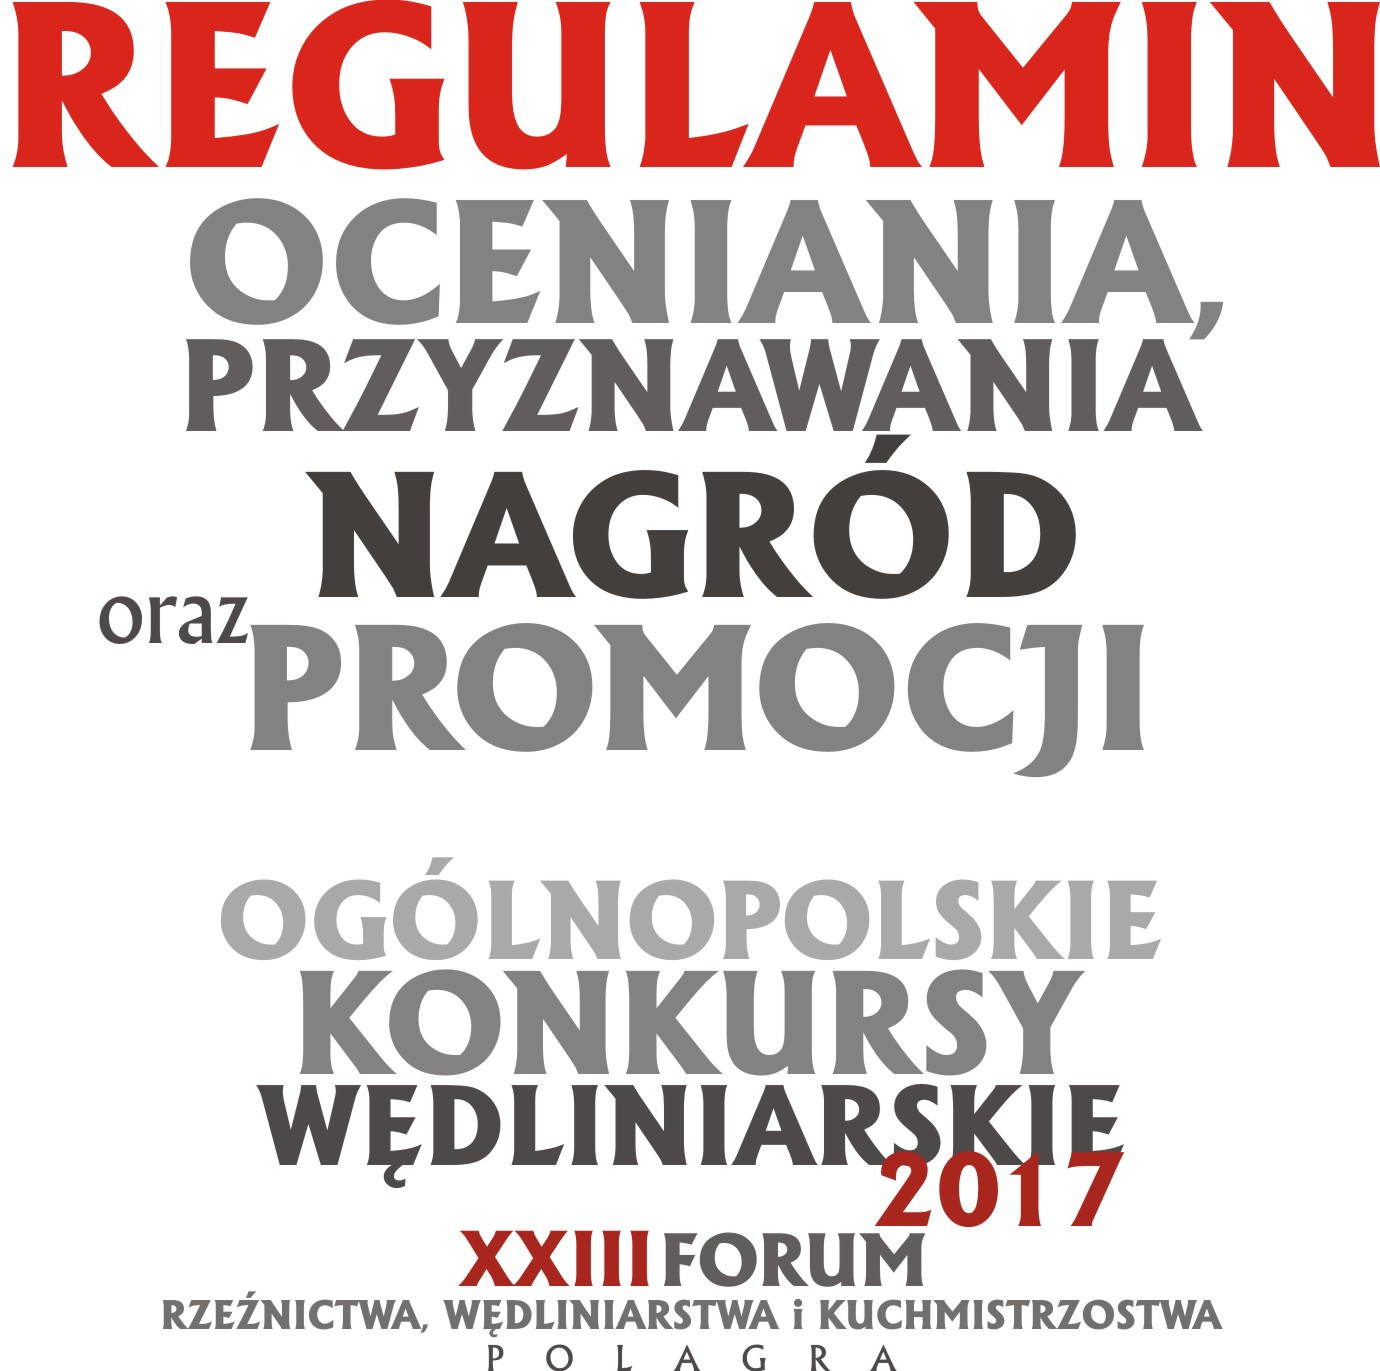 REGULAMIN
OCENIANIA,
PRZYZNAWANIA
NAGRÓD
oraz PROMOCJI
OGÓLNOPOLSKIE
KONKURSY
WĘDLINIARSKIE
2017
XXIII FORUM
RZEŹNICTWA, WĘDLINIARSTWA i KUCHMISTRZOSTWA
POLAGRA